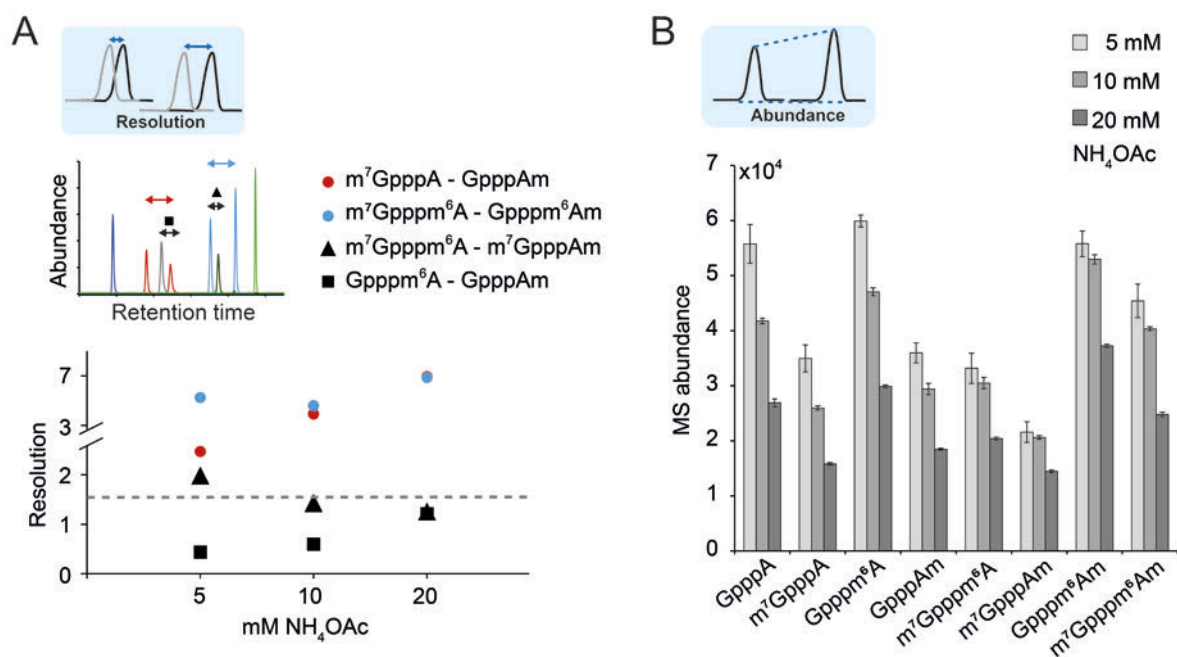 A
Resolution
Abundance
Retention time
m⁷GpppA - GpppAm
m⁷Gpppm⁶A - Gpppm⁶Am
m⁷Gpppm⁶A - m⁷GpppAm
Gpppm⁶A - GpppAm
Resolution
7
3
2
1
0
5
10
20
mM NH₄OAc
B
Abundance
5 mM
10 mM
20 mM
NH₄OAc
MS abundance
7
x10⁴
6
5
4
3
2
1
0
GpppA
m⁷GpppA
Gpppm⁶A
GpppAm
m⁷Gpppm⁶A
m⁷GpppAm
Gpppm⁶Am
m⁷Gpppm⁶Am